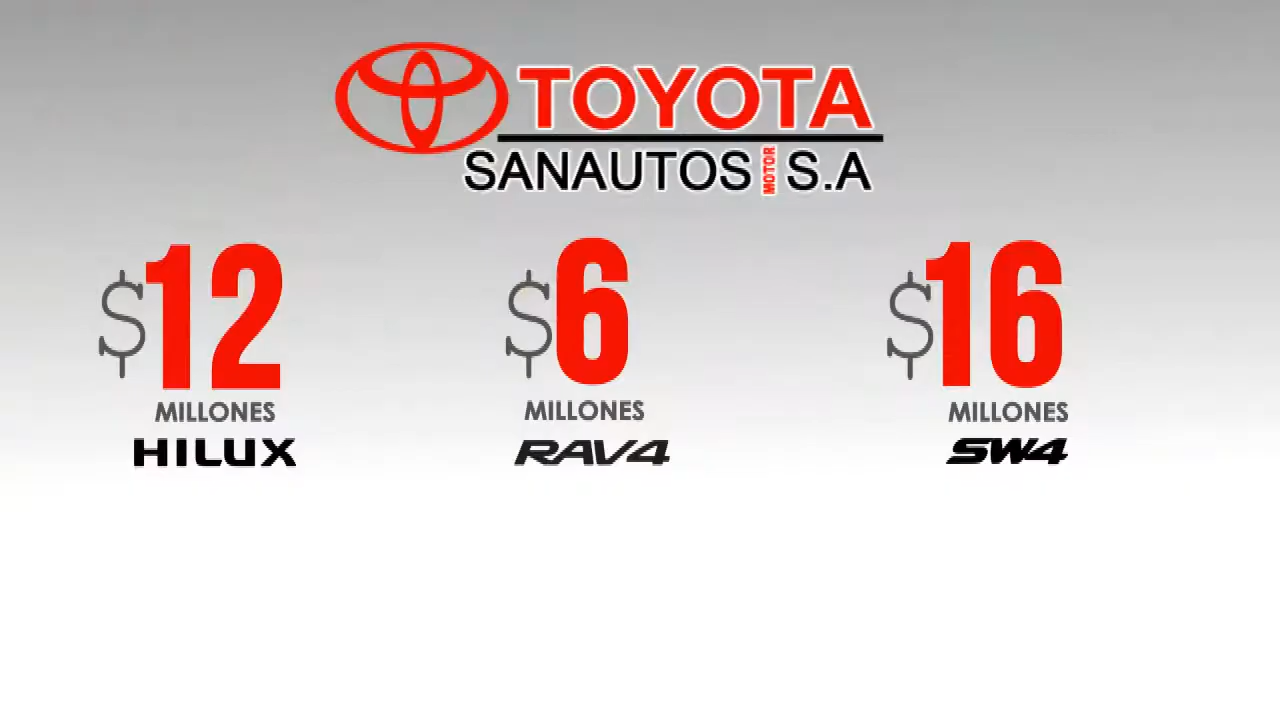 TOYOTA
SANAUTOS MOTOR S.A
$12 $6 $16
MILLONES MILLONES MILLONES
HILUX RAV4 SW4